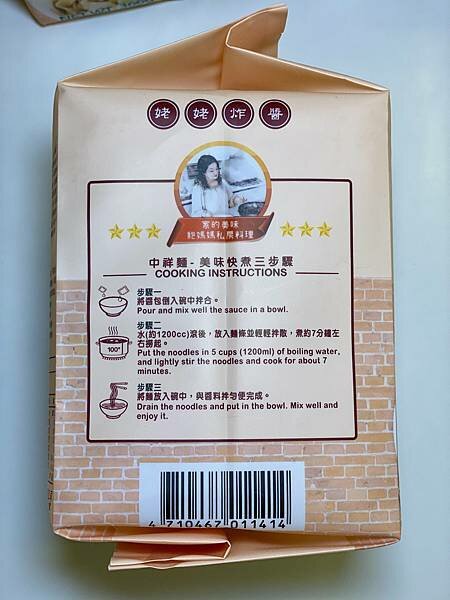 姥姥炸醬
家的美味
鮑媽媽私房料理
中祥麵-美味快煮三步驟
COOKING INSTRUCTIONS
步驟一
將醬包倒入碗中拌合。
Pour and mix well the sauce in a bowl.
步驟二
水(約1200cc)滾後，放入麵條並輕輕拌散，煮約7分鐘左
右撈起。
Put the noodles in 5 cups (1200ml) of boiling water,
and lightly stir the noodles and cook for about 7
minutes.
100°
步驟三
將麵放入碗中，與醬料拌勻便完成。
Drain the noodles and put in the bowl. Mix well and
enjoy it.
4 710467 011414